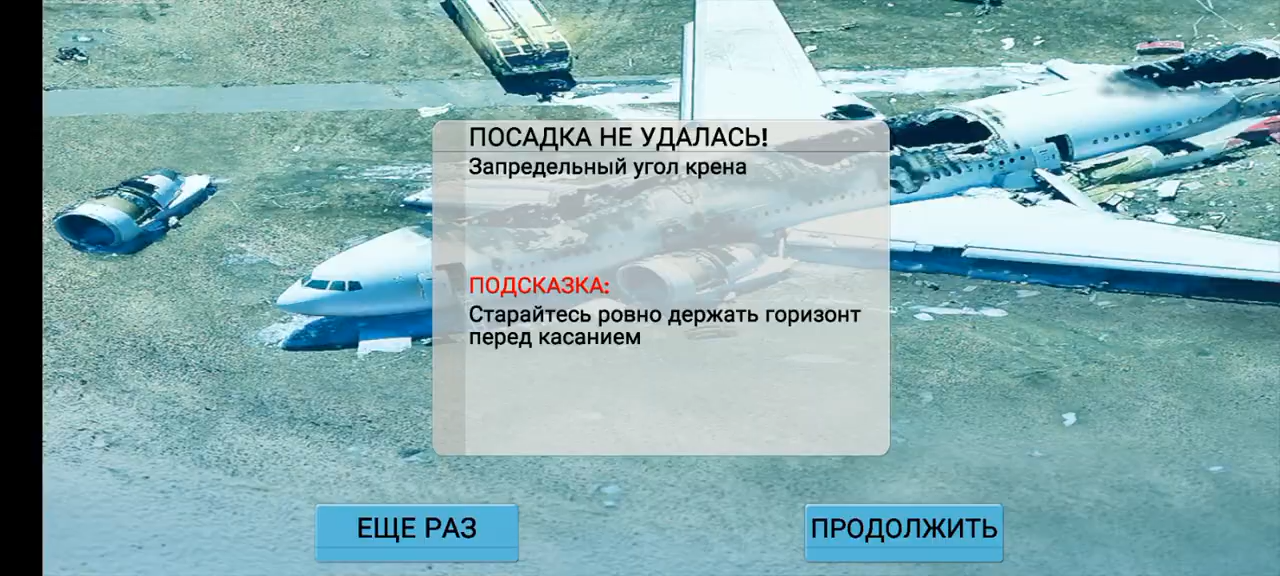 ПОСАДКА НЕ УДАЛАСЬ!
Запредельный угол крена
ПОДСКАЗКА:
Старайтесь ровно держать горизонт
перед касанием
ЕЩЕ РАЗ
ПРОДОЛЖИТЬ